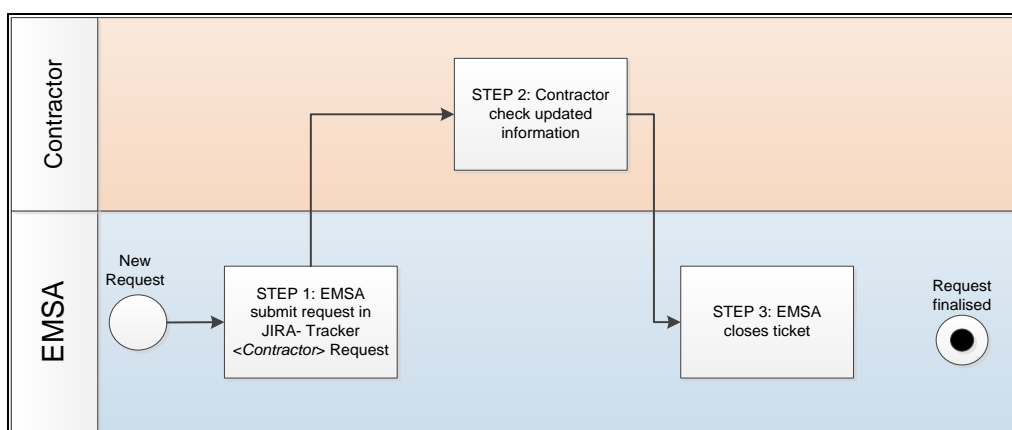 Contractor
STEP 2: Contractor
check updated
information
EMSA
New
Request
STEP 1: EMSA
submit request in
JIRA- Tracker
<Contractor> Request
STEP 3: EMSA
closes ticket
Request
finalised